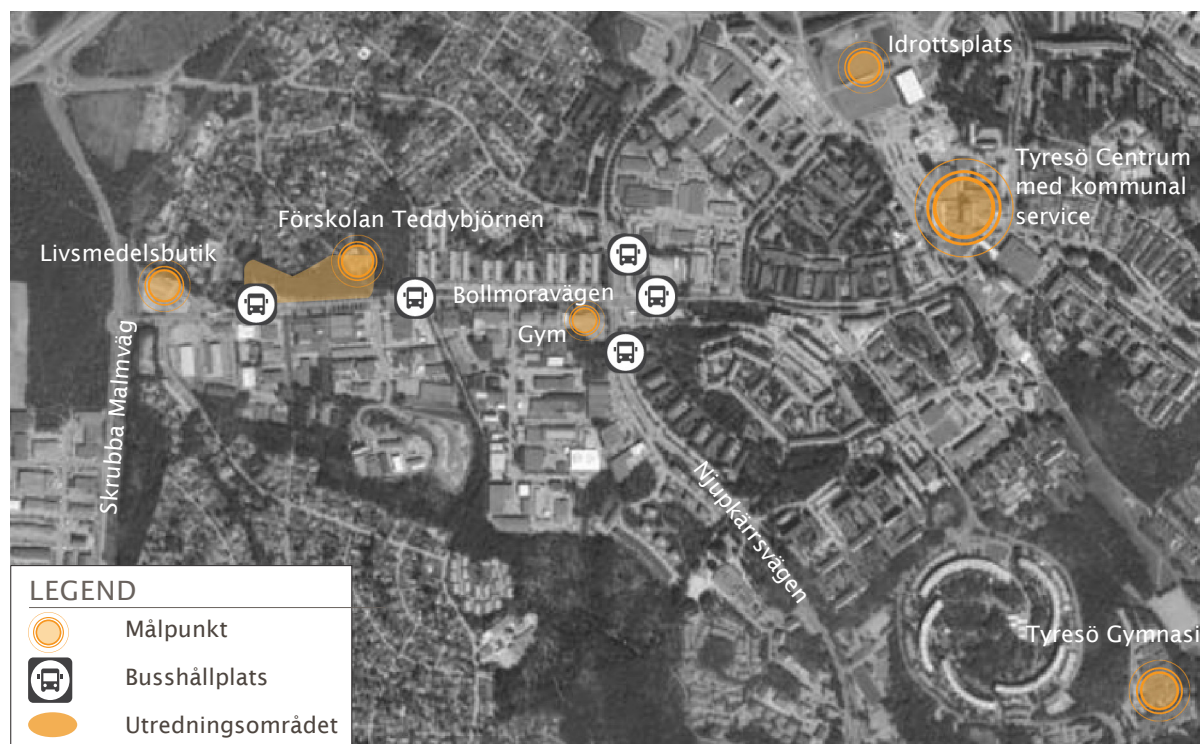 Idrottsplats
Tyresö Centrum
med kommunal
service
Förskolan Teddybjörnen
Livsmedelsbutik
Bollmoravägen
Gym
Skrubba Malmväg
Njupkärrsvägen
Tyresö Gymnasi
LEGEND
Målpunkt
Busshållplats
Utredningsområdet